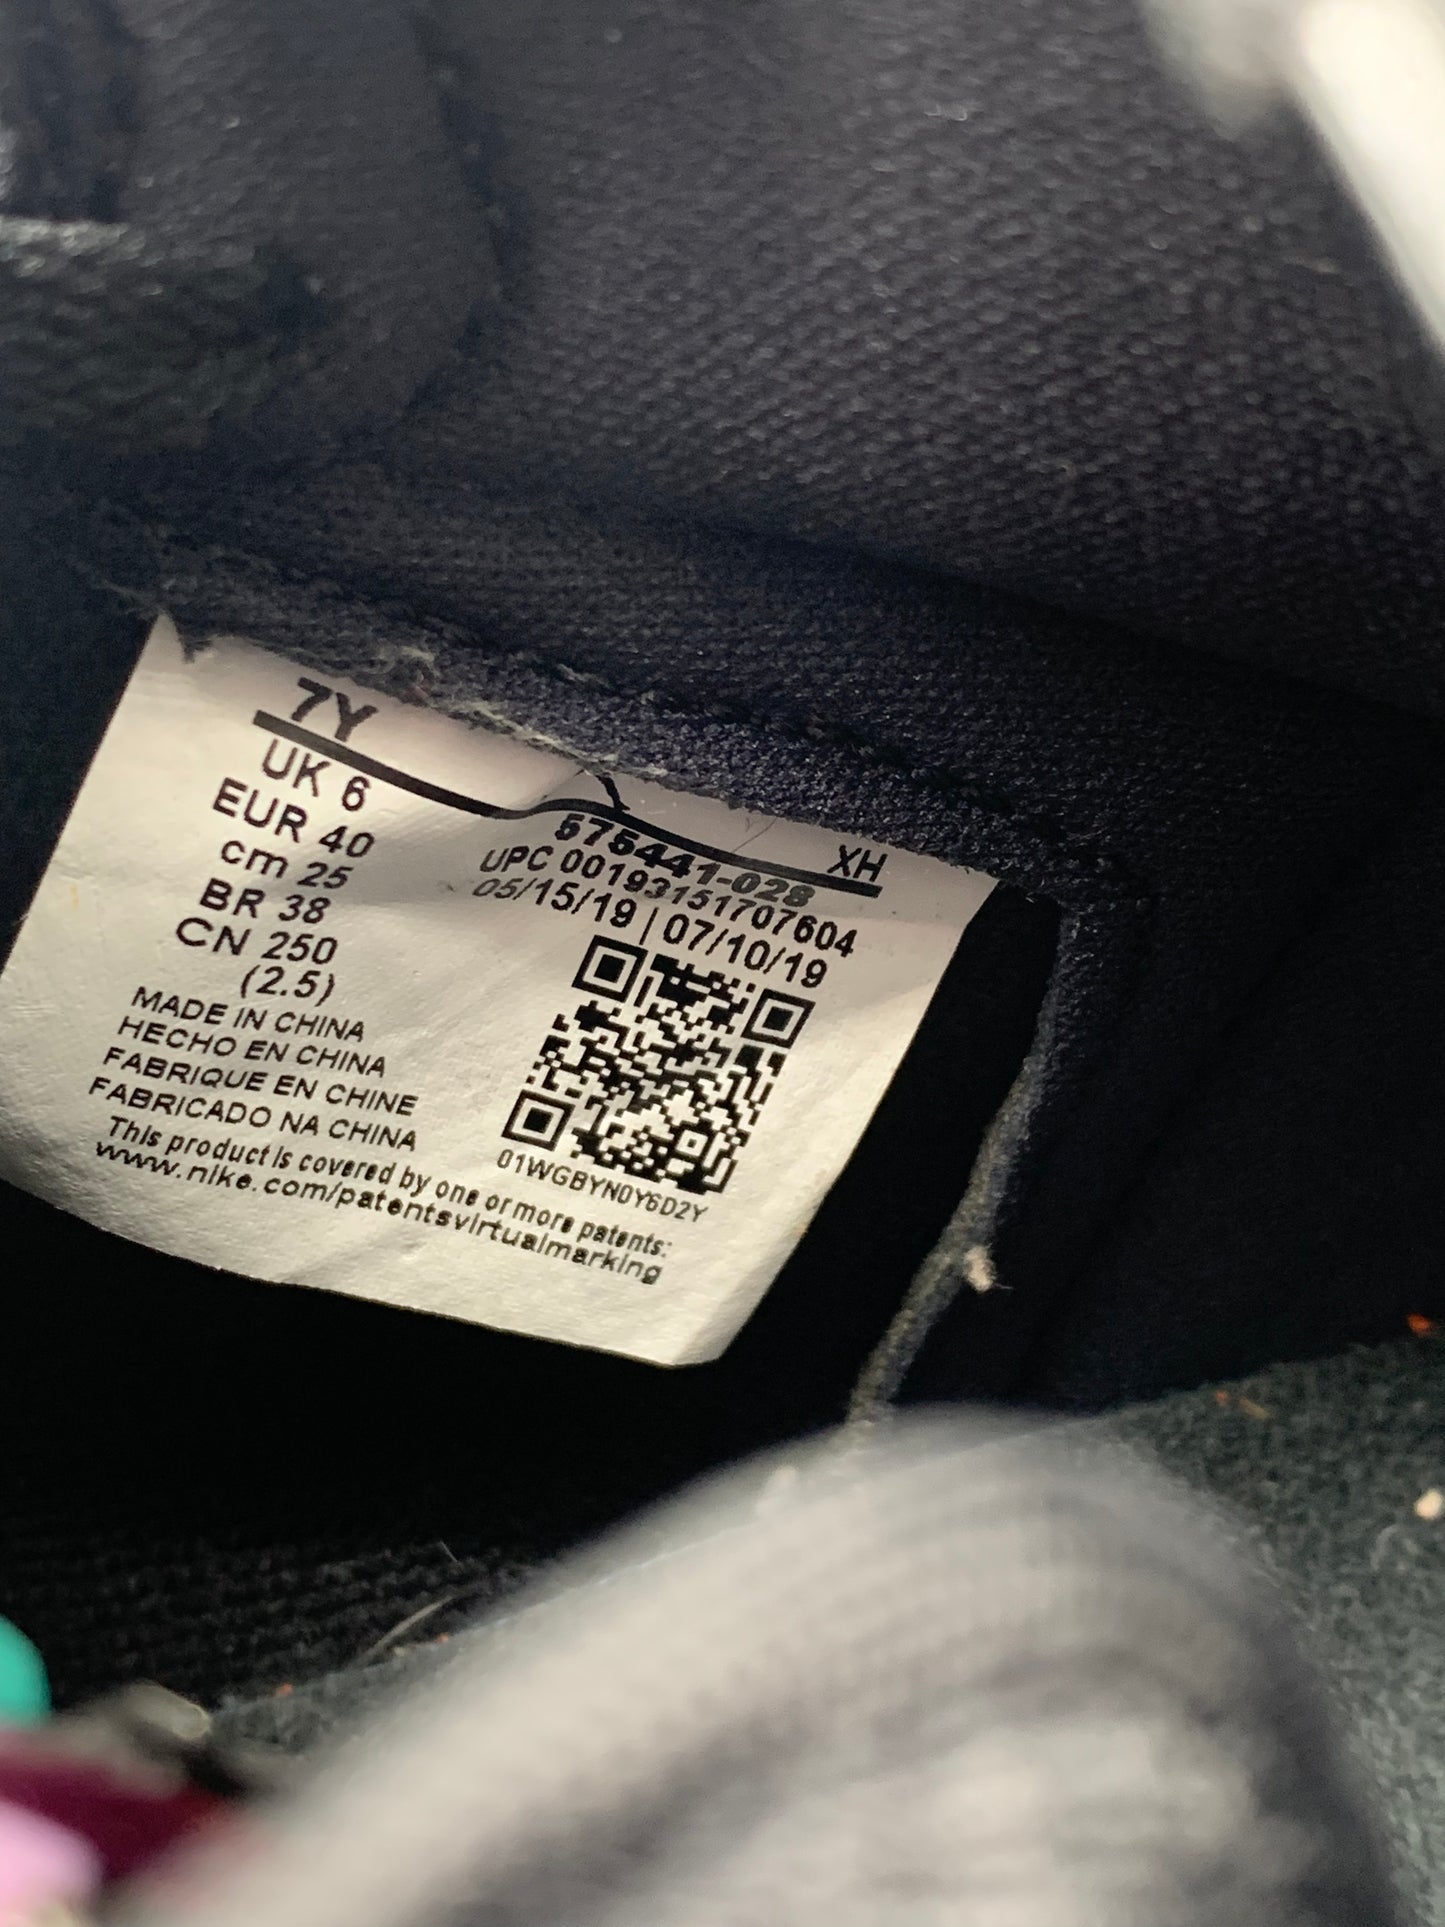 7Y
UK 6
EUR 40
cm 25
BR 38
CN 250
(2.5)
MADE IN CHINA
HECHO EN CHINA
FABRIQUE EN CHINE
FABRICADO NA CHINA
This product is covered by one or more patents:
www.nike.com/patentsvirtualmarking
XH
575441-028
UPC 00193151707604
05/15/19 | 07/10/19
01WGBYN0Y6D2Y